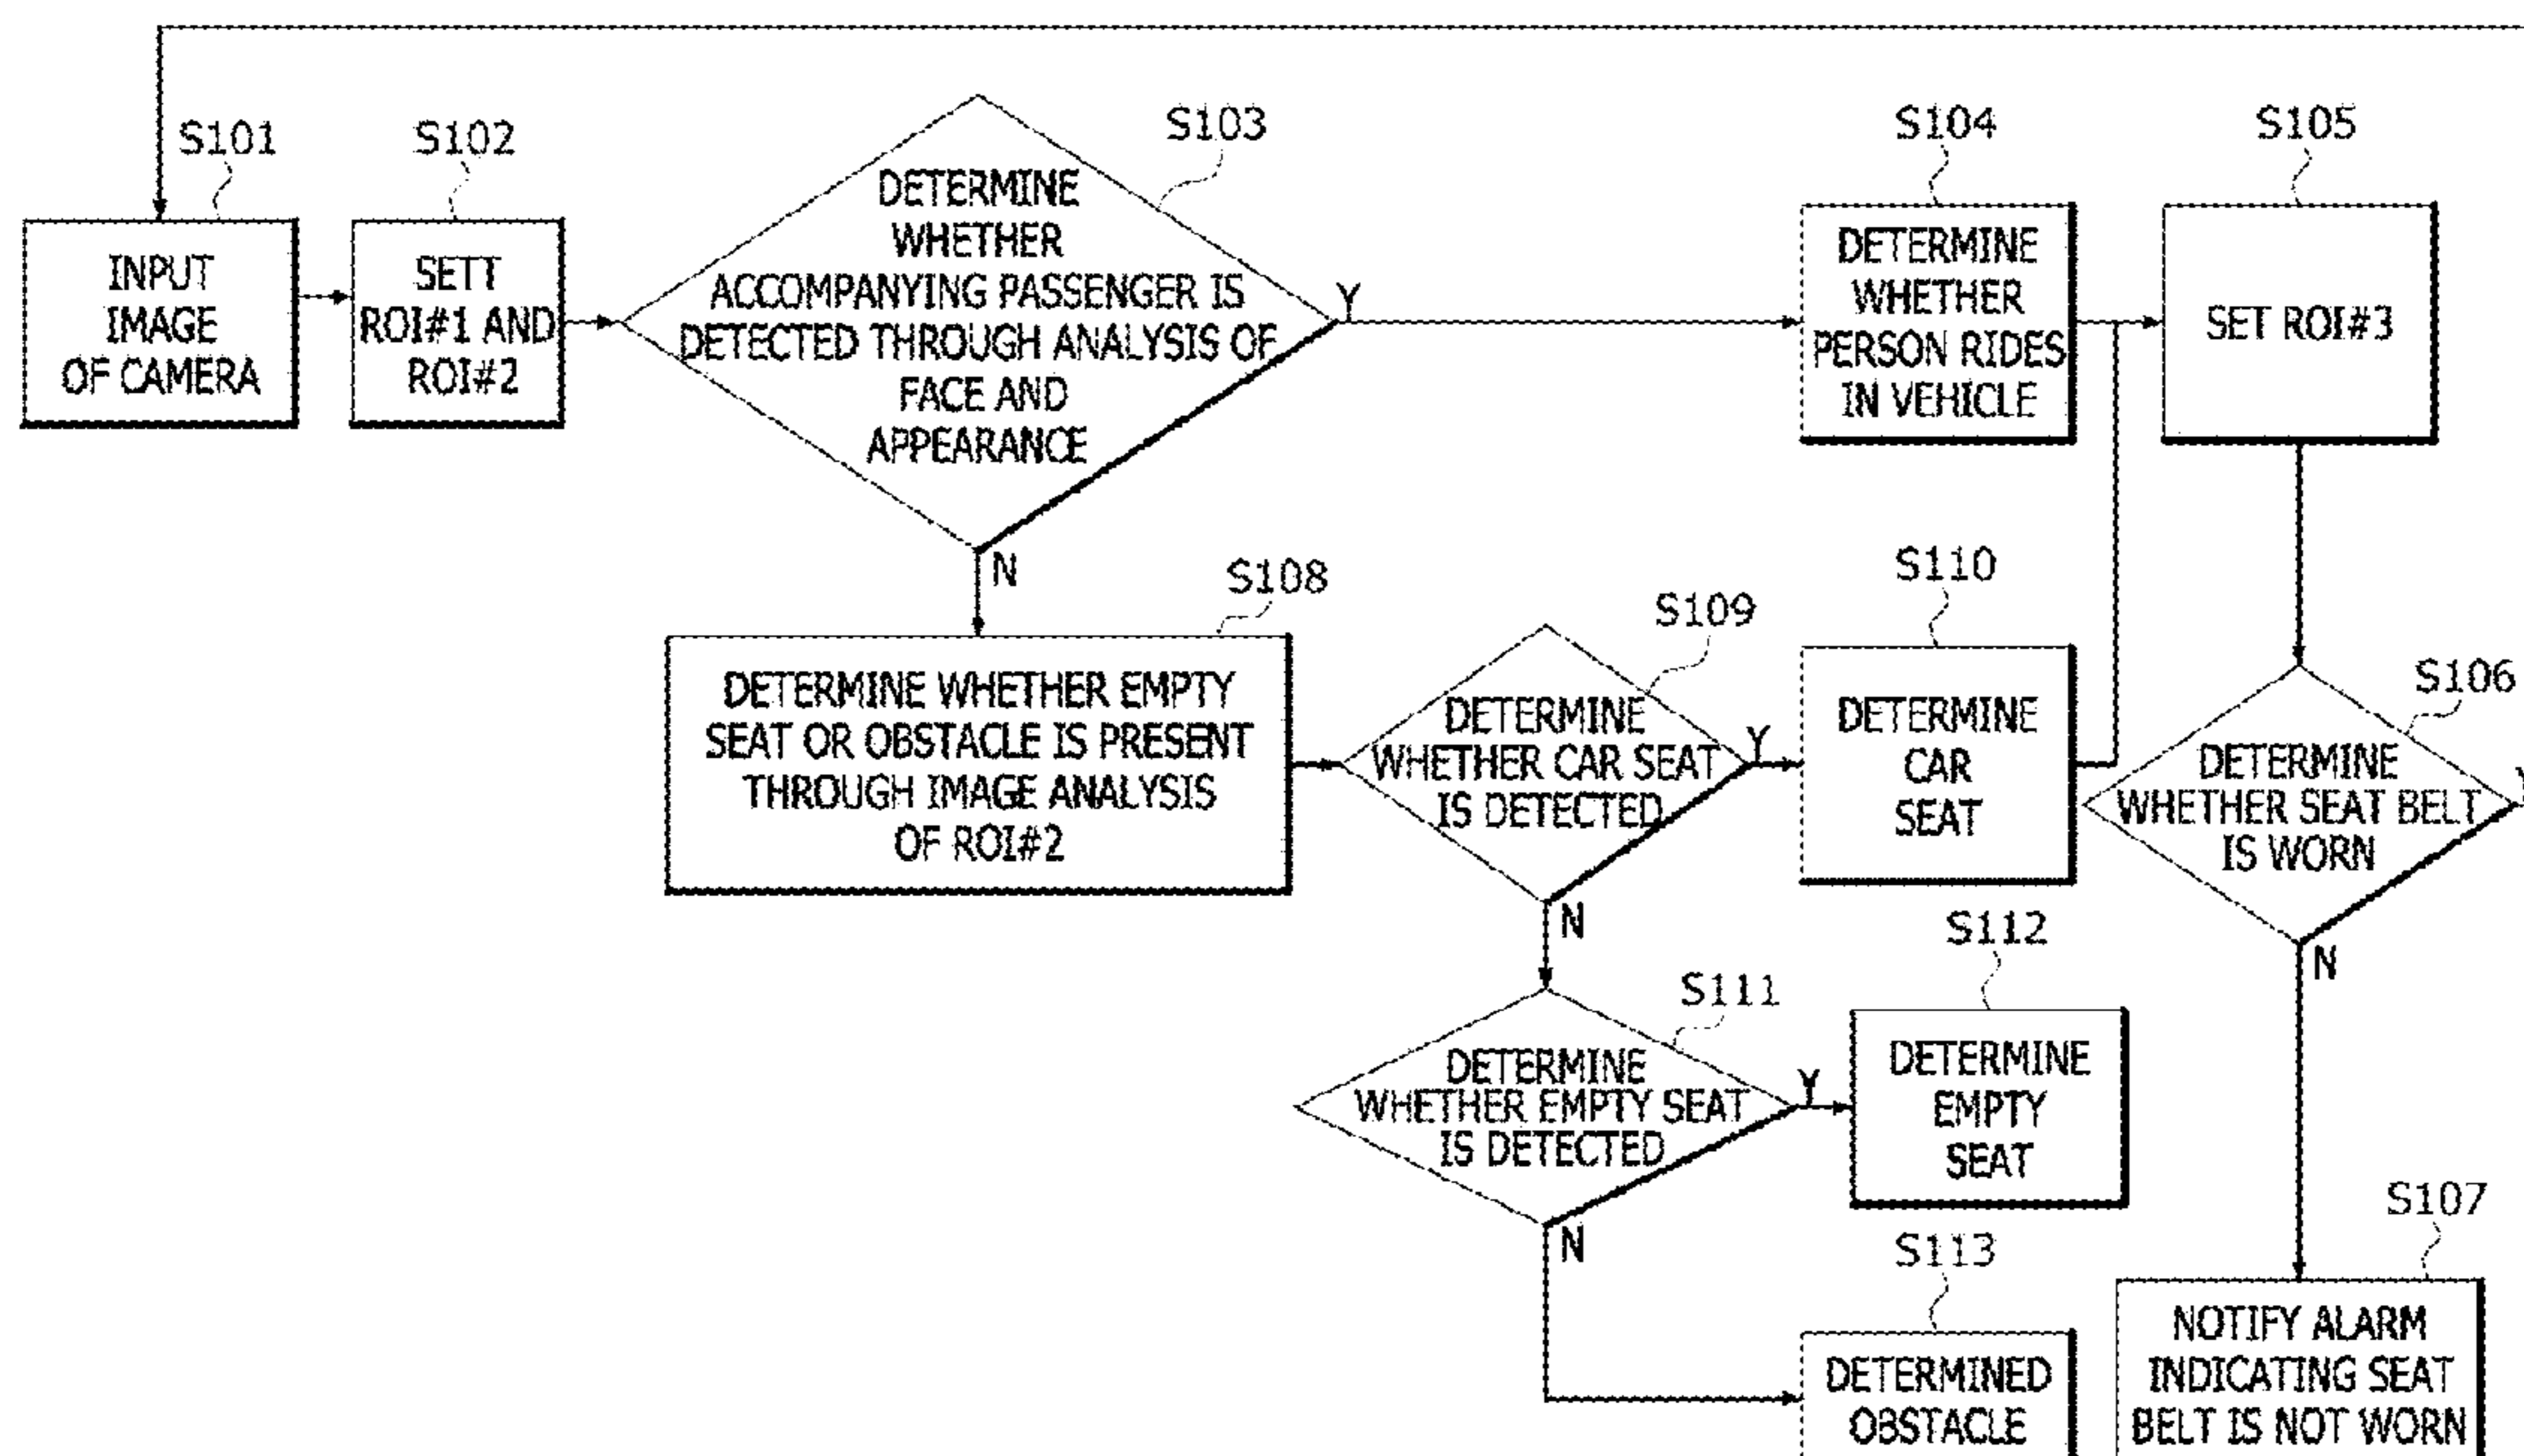 S101
INPUT
IMAGE
OF CAMERA
S102
SETT
ROI#1 AND
ROI#2
S103
DETERMINE
WHETHER
ACCOMPANYING PASSENGER IS
DETECTED THROUGH ANALYSIS OF
FACE AND
APPEARANCE
Y
N
S104
DETERMINE
WHETHER
PERSON RIDES
IN VEHICLE
S105
SET ROI#3
S108
DETERMINE WHETHER EMPTY
SEAT OR OBSTACLE IS PRESENT
THROUGH IMAGE ANALYSIS
OF ROI#2
S109
DETERMINE
WHETHER CAR SEAT
IS DETECTED
Y
N
S110
DETERMINE
CAR
SEAT
S106
DETERMINE
WHETHER SEAT BELT
IS WORN
N
S111
DETERMINE
WHETHER EMPTY SEAT
IS DETECTED
Y
N
S112
DETERMINE
EMPTY
SEAT
S113
DETERMINED
OBSTACLE
S107
NOTIFY ALARM
INDICATING SEAT
BELT IS NOT WORN